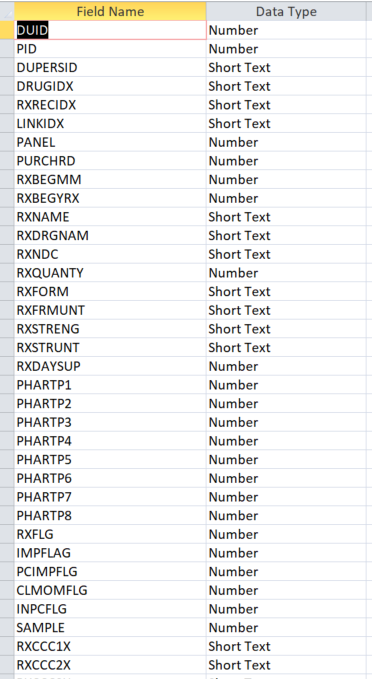 Field Name Data Type
DUID Number
PID Number
DUPERSID Short Text
DRUGIDX Short Text
RXRECIDX Short Text
LINKIDX Short Text
PANEL Number
PURCHRD Number
RXBEGMM Number
RXBEGYRX Number
RXNAME Short Text
RXDRGNAM Short Text
RXNDC Short Text
RXQUANTY Number
RXFORM Short Text
RXFRMUNT Short Text
RXSTRENG Short Text
RXSTRUNT Short Text
RXDAYSUP Number
PHARTP1 Number
PHARTP2 Number
PHARTP3 Number
PHARTP4 Number
PHARTP5 Number
PHARTP6 Number
PHARTP7 Number
PHARTP8 Number
RXFLG Number
IMPFLAG Number
PCIMPFLG Number
CLMOMFLG Number
INPCFLG Number
SAMPLE Number
RXCCC1X Short Text
RXCCC2X Short Text